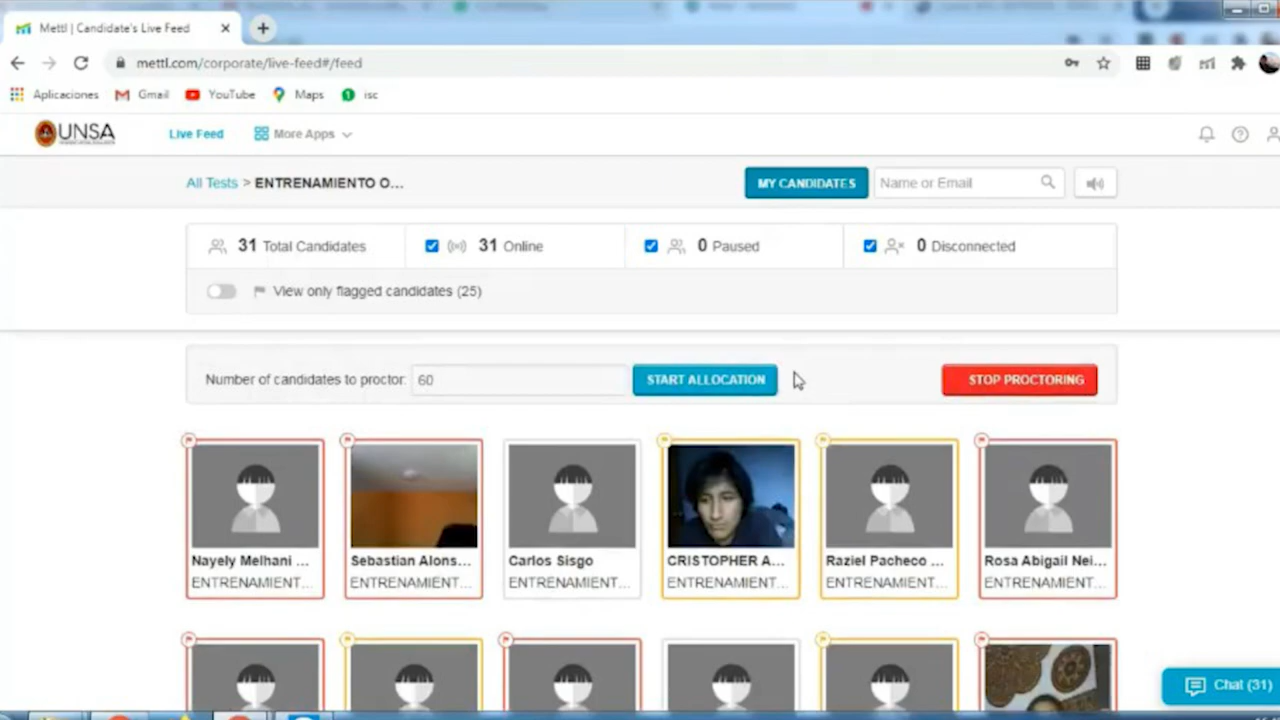 Mettl | Candidate's Live Feed
mettl.com/corporate/live-feed#/feed
Aplicaciones Gmail YouTube Maps 1 isc
UNSA Live Feed More Apps
All Tests > ENTRENAMIENTO O... MY CANDIDATES Name or Email
31 Total Candidates 31 Online 0 Paused 0 Disconnected
View only flagged candidates (25)
Number of candidates to proctor: 60 START ALLOCATION STOP PROCTORING
Nayely Melhani ... Sebastian Alons... Carlos Sisgo CRISTOPHER A... Raziel Pacheco ... Rosa Abigail Nei...
ENTRENAMIENT... ENTRENAMIENT... ENTRENAMIENT... ENTRENAMIENT... ENTRENAMIENT... ENTRENAMIENT...
Chat (31)